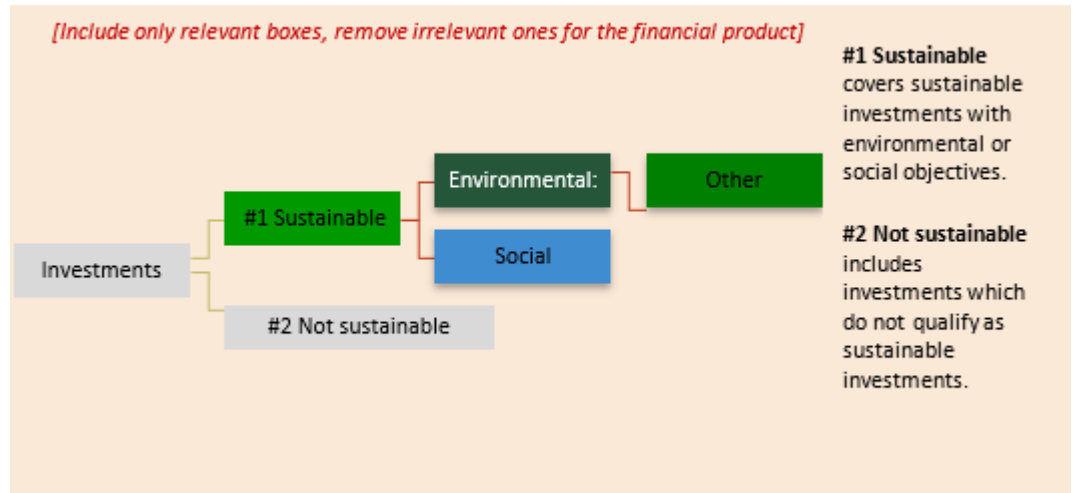 [Include only relevant boxes, remove irrelevant ones for the financial product]
#1 Sustainable
covers sustainable
investments with
environmental or
social objectives.
Environmental:
Other
#1 Sustainable
Social
Investments
#2 Not sustainable
#2 Not sustainable
includes
investments which
do not qualify as
sustainable
investments.